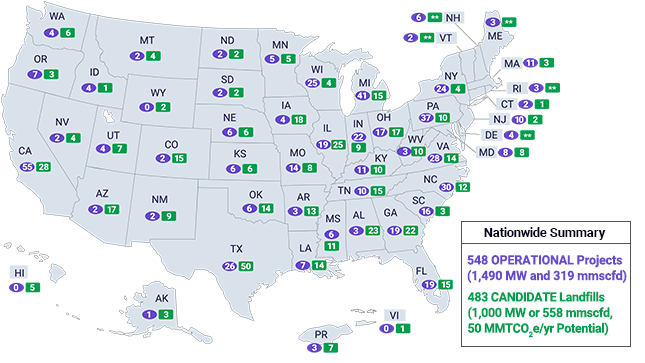 WA
4 6
OR
7 3
CA
55 28
NV
2 4
ID
4 1
MT
2 4
WY
0 2
UT
4 7
AZ
2 17
CO
2 15
NM
2 9
ND
2 2
SD
2 2
NE
6 6
KS
6 6
OK
6 14
TX
26 50
MN
5 5
IA
4 18
MO
14 8
AR
3 13
LA
7 14
WI
25 4
IL
19 25
MI
41 15
IN
22
9
OH
17 17
KY
11 10
TN 10 15
MS
6
11
AL
3 23
GA
19 22
FL
19 15
SC
16 3
NC
30 12
VA
28 14
WV
3 10
PA
37 10
NY
24 4
6 ** NH
2 ** VT
3 **
ME
MA 11 3
RI 3 **
CT 2 1
NJ 10 2
DE 4 **
MD 8 8
HI
0 5
AK
1 3
PR
3 7
VI
0 1
Nationwide Summary
548 OPERATIONAL Projects
(1,490 MW and 319 mmscfd)
483 CANDIDATE Landfills
(1,000 MW or 558 mmscfd,
50 MMTCO₂e/yr Potential)